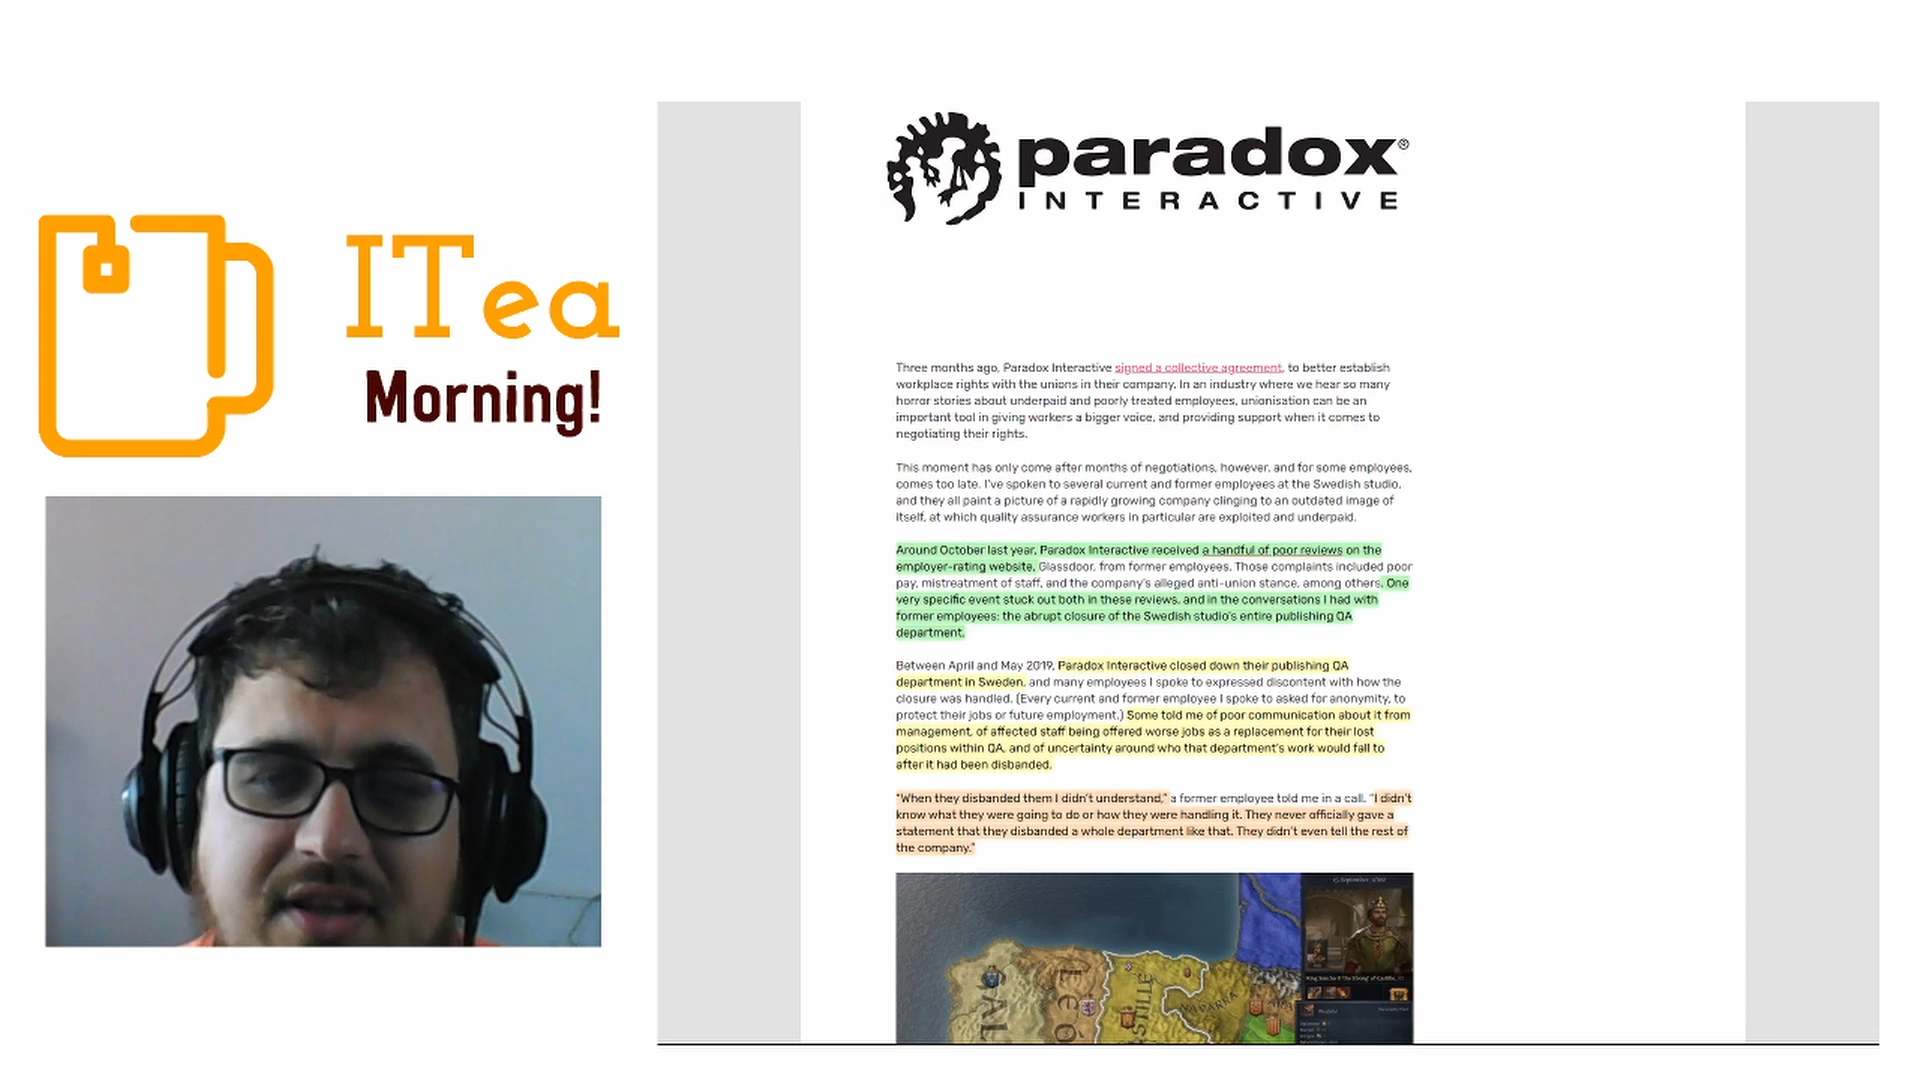 ITea
Morning!
paradox®
INTERACTIVE
Three months ago, Paradox Interactive signed a collective agreement, to better establish
workplace rights with the unions in their company. In an industry where we hear so many
horror stories about underpaid and poorly treated employees, unionisation can be an
important tool in giving workers a bigger voice, and providing support when it comes to
negotiating their rights.
This moment has only come after months of negotiations, however, and for some employees,
comes too late. I've spoken to several current and former employees at the Swedish studio,
and they all paint a picture of a rapidly growing company clinging to an outdated image of
itself, at which quality assurance workers in particular are exploited and underpaid.
Around October last year, Paradox Interactive received a handful of poor reviews on the
employer-rating website, Glassdoor, from former employees. Those complaints included poor
pay, mistreatment of staff, and the company's alleged anti-union stance, among others. One
very specific event stuck out both in these reviews, and in the conversations I had with
former employees: the abrupt closure of the Swedish studio's entire publishing QA
department.
Between April and May 2019, Paradox Interactive closed down their publishing QA
department in Sweden, and many employees I spoke to expressed discontent with how the
closure was handled. (Every current and former employee I spoke to asked for anonymity, to
protect their jobs or future employment.) Some told me of poor communication about it from
management, of affected staff being offered worse jobs as a replacement for their lost
positions within QA, and of uncertainty around who that department's work would fall to
after it had been disbanded.
"When they disbanded them I didn't understand," a former employee told me in a call. "I didn't
know what they were going to do or how they were handling it. They never officially gave a
statement that they disbanded a whole department like that. They didn't even tell the rest of
the company."
GAL
LEÓ
STILLE
NAVARRA